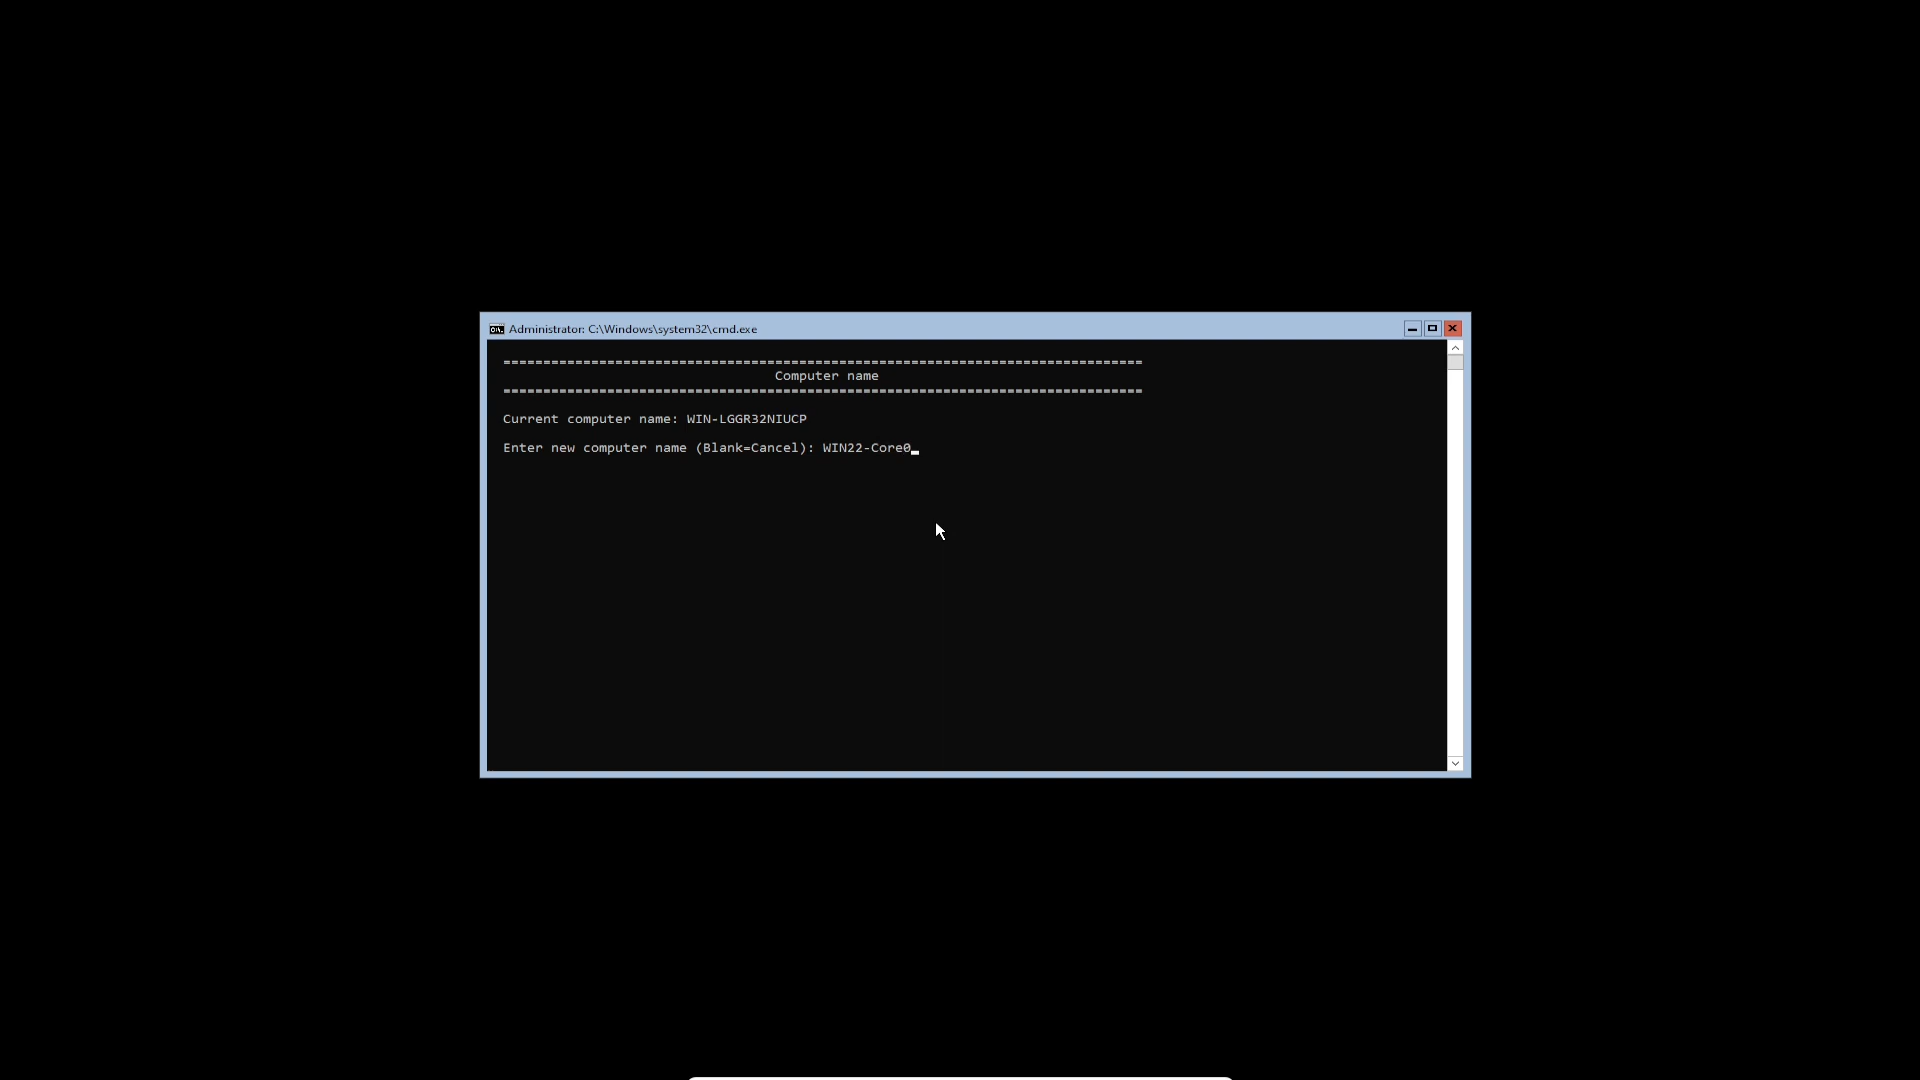 Administrator: C:\Windows\system32\cmd.exe
================================================================================
Computer name
================================================================================
Current computer name: WIN-LGGR32NIUCP
Enter new computer name (Blank=Cancel): WIN22-Core0_